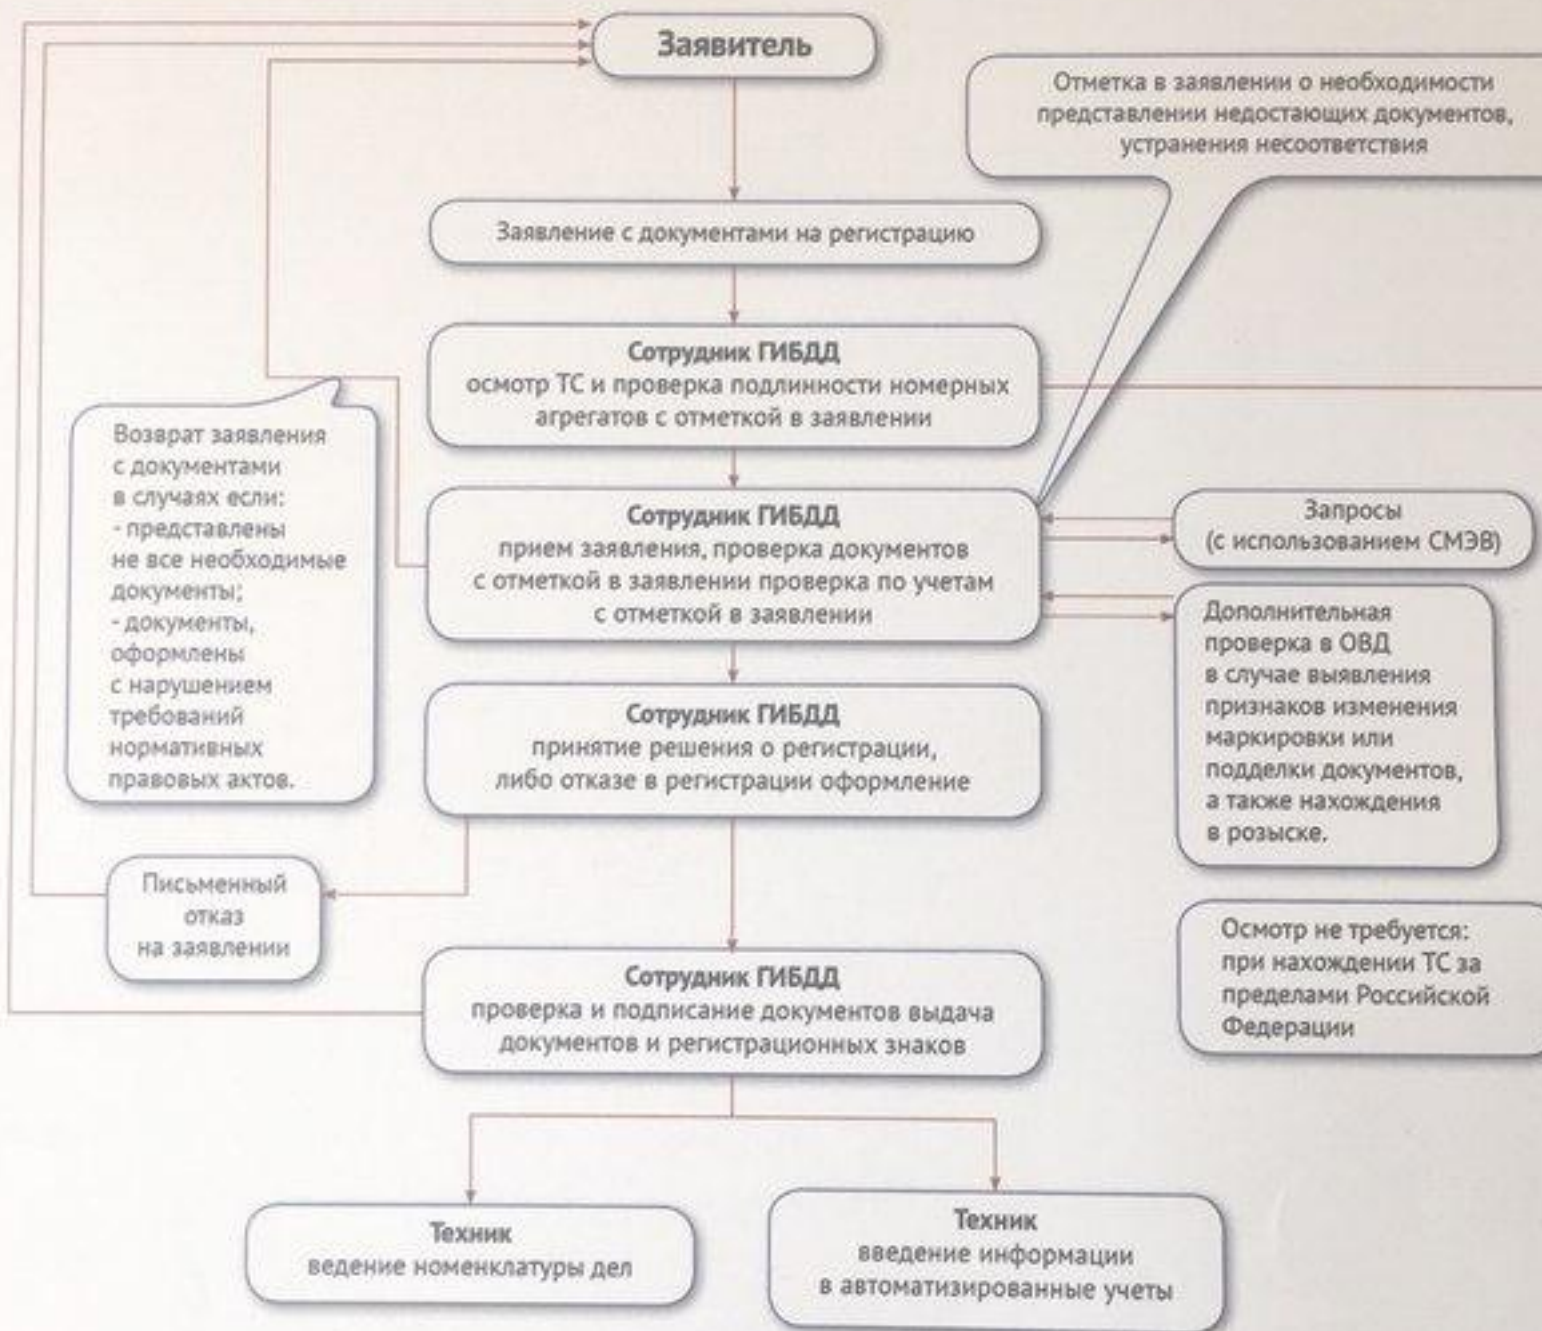 Заявитель
Отметка в заявлении о необходимости
представлении недостающих документов,
устранения несоответствия
Заявление с документами на регистрацию
Сотрудник ГИБДД
осмотр ТС и проверка подлинности номерных
агрегатов с отметкой в заявлении
Возврат заявления
с документами
в случаях если:
- представлены
не все необходимые
документы;
- документы,
оформлены
с нарушением
требований
нормативных
правовых актов.
Сотрудник ГИБДД
прием заявления, проверка документов
с отметкой в заявлении проверка по учетам
с отметкой в заявлении
Запросы
(с использованием СМЭВ)
Дополнительная
проверка в ОВД
в случае выявления
признаков изменения
маркировки или
подделки документов,
а также нахождения
в розыске.
Сотрудник ГИБДД
принятие решения о регистрации,
либо отказе в регистрации оформление
Письменный
отказ
на заявлении
Осмотр не требуется:
при нахождении ТС за
пределами Российской
Федерации
Сотрудник ГИБДД
проверка и подписание документов выдача
документов и регистрационных знаков
Техник
ведение номенклатуры дел
Техник
введение информации
в автоматизированные учеты